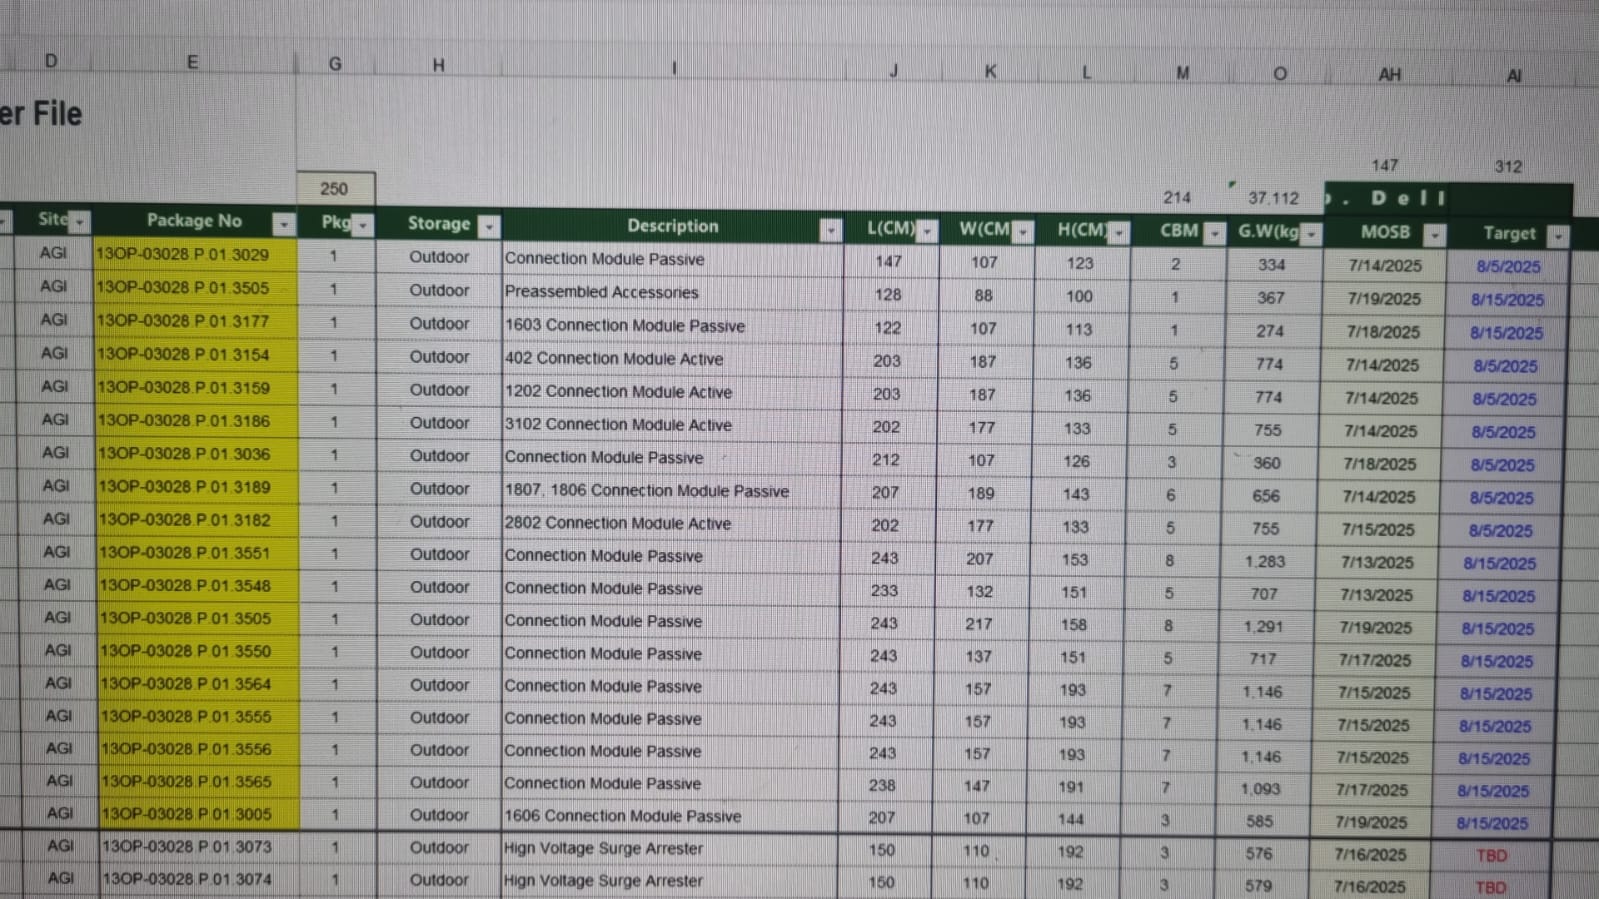 D E G H I J K L M O AH AI
er File
147 312
250 214 37,112 . Dell
Site Package No Pkg Storage Description L(CM) W(CM H(CM) CBM G.W(kg MOSB Target
AGI 13OP-03028.P.01.3029 1 Outdoor Connection Module Passive 147 107 123 2 334 7/14/2025 8/5/2025
AGI 13OP-03028.P.01.3505 1 Outdoor Preassembled Accessories 128 88 100 1 367 7/19/2025 8/15/2025
AGI 13OP-03028.P.01.3177 1 Outdoor 1603 Connection Module Passive 122 107 113 1 274 7/18/2025 8/15/2025
AGI 13OP-03028.P.01.3154 1 Outdoor 402 Connection Module Active 203 187 136 5 774 7/14/2025 8/5/2025
AGI 13OP-03028.P.01.3159 1 Outdoor 1202 Connection Module Active 203 187 136 5 774 7/14/2025 8/5/2025
AGI 13OP-03028.P.01.3186 1 Outdoor 3102 Connection Module Active 202 177 133 5 755 7/14/2025 8/5/2025
AGI 13OP-03028.P.01.3036 1 Outdoor Connection Module Passive 212 107 126 3 360 7/18/2025 8/5/2025
AGI 13OP-03028.P.01.3189 1 Outdoor 1807, 1806 Connection Module Passive 207 189 143 6 656 7/14/2025 8/5/2025
AGI 13OP-03028.P.01.3182 1 Outdoor 2802 Connection Module Active 202 177 133 5 755 7/15/2025 8/5/2025
AGI 13OP-03028.P.01.3551 1 Outdoor Connection Module Passive 243 207 153 8 1,283 7/13/2025 8/15/2025
AGI 13OP-03028.P.01.3548 1 Outdoor Connection Module Passive 233 132 151 5 707 7/13/2025 8/15/2025
AGI 13OP-03028.P.01.3505 1 Outdoor Connection Module Passive 243 217 158 8 1,291 7/19/2025 8/15/2025
AGI 13OP-03028.P.01.3550 1 Outdoor Connection Module Passive 243 137 151 5 717 7/17/2025 8/15/2025
AGI 13OP-03028.P.01.3564 1 Outdoor Connection Module Passive 243 157 193 7 1,146 7/15/2025 8/15/2025
AGI 13OP-03028.P.01.3555 1 Outdoor Connection Module Passive 243 157 193 7 1,146 7/15/2025 8/15/2025
AGI 13OP-03028.P.01.3556 1 Outdoor Connection Module Passive 243 157 193 7 1,146 7/15/2025 8/15/2025
AGI 13OP-03028.P.01.3565 1 Outdoor Connection Module Passive 238 147 191 7 1,093 7/17/2025 8/15/2025
AGI 13OP-03028.P.01.3005 1 Outdoor 1606 Connection Module Passive 207 107 144 3 585 7/19/2025 8/15/2025
AGI 13OP-03028.P.01.3073 1 Outdoor Hign Voltage Surge Arrester 150 110 192 3 576 7/16/2025 TBD
AGI 13OP-03028.P.01.3074 1 Outdoor Hign Voltage Surge Arrester 150 110 192 3 579 7/16/2025 TBD